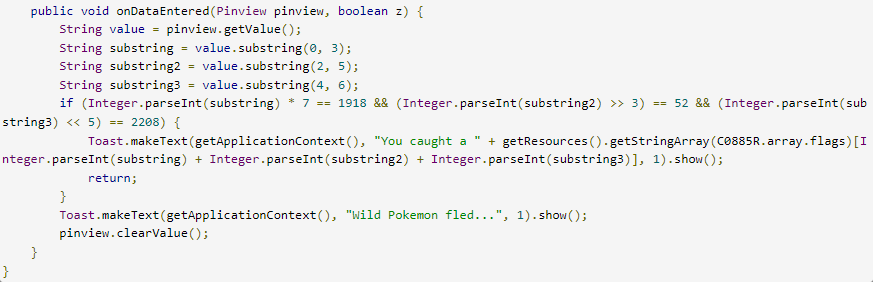 public void onDataEntered(Pinview pinview, boolean z) {
String value = pinview.getValue();
String substring = value.substring(0, 3);
String substring2 = value.substring(2, 5);
String substring3 = value.substring(4, 6);
if (Integer.parseInt(substring) * 7 == 1918 && (Integer.parseInt(substring2) >> 3) == 52 && (Integer.parseInt(sub
string3) << 5) == 2208) {
Toast.makeText(getApplicationContext(), "You caught a " + getResources().getStringArray(C0885R.array.flags)[I
nteger.parseInt(substring) + Integer.parseInt(substring2) + Integer.parseInt(substring3)], 1).show();
return;
}
Toast.makeText(getApplicationContext(), "Wild Pokemon fled...", 1).show();
pinview.clearValue();
}
}